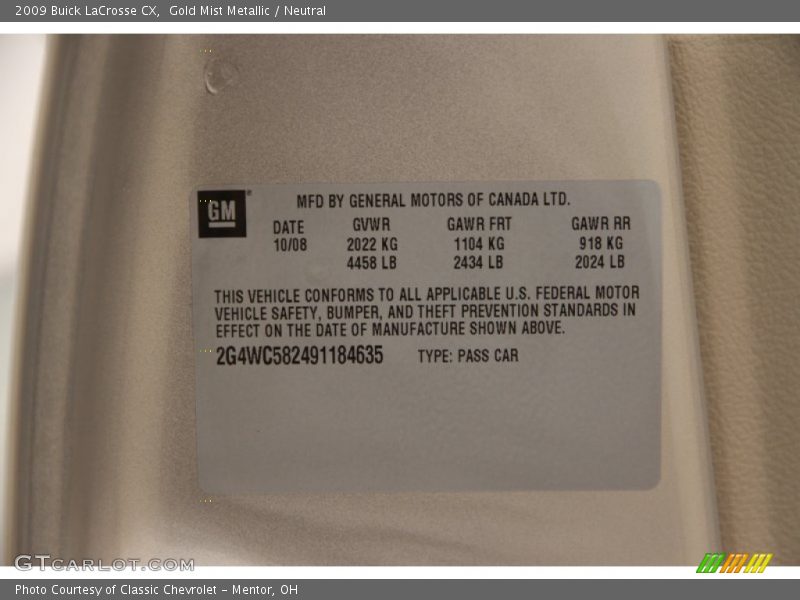 2009 Buick LaCrosse CX,  Gold Mist Metallic / Neutral
GM
MFD BY GENERAL MOTORS OF CANADA LTD.
DATE GVWR GAWR FRT GAWR RR
10/08 2022 KG 1104 KG 918 KG
4458 LB 2434 LB 2024 LB
THIS VEHICLE CONFORMS TO ALL APPLICABLE U.S. FEDERAL MOTOR
VEHICLE SAFETY, BUMPER, AND THEFT PREVENTION STANDARDS IN
EFFECT ON THE DATE OF MANUFACTURE SHOWN ABOVE.
2G4WC582491184635 TYPE: PASS CAR
GTCARLOT.COM
Photo Courtesy of Classic Chevrolet - Mentor, OH